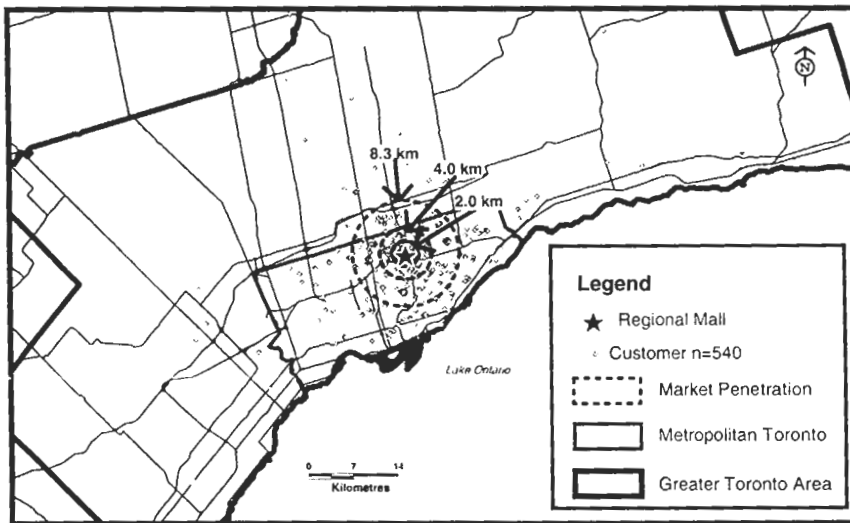 N
8.3 km
4.0 km
2.0 km
Lake Ontario
0 7 14
Kilometres
Legend
Regional Mall
Customer n=540
Market Penetration
Metropolitan Toronto
Greater Toronto Area